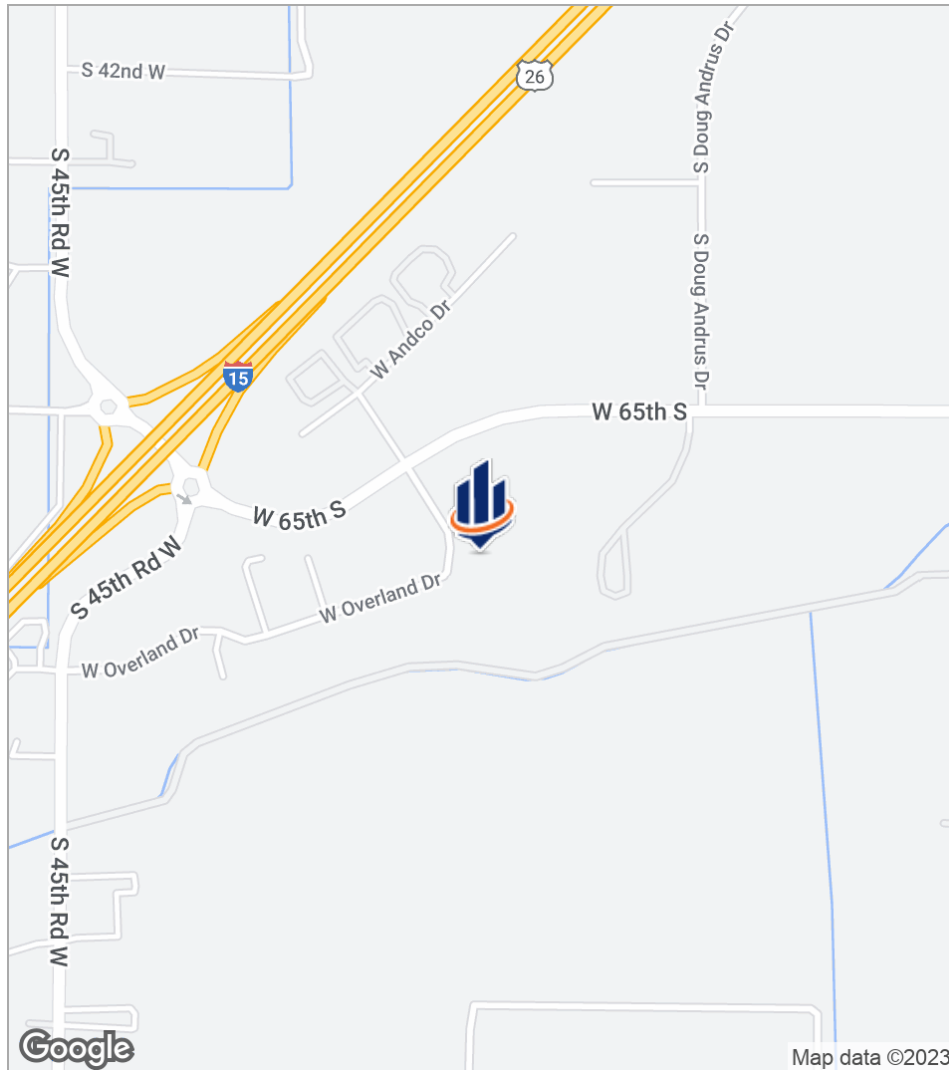 S 42nd W
26
S Doug Andrus Dr
S 45th Rd W
S Doug Andrus Dr
W Andco Dr
15
W 65th S
W 65th S
S 45th Rd W
W Overland Dr
W Overland Dr
S 45th Rd W
Google
Map data ©2023